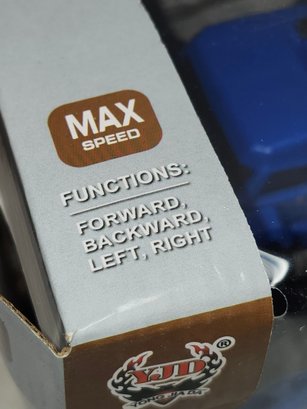 MAX
SPEED
FUNCTIONS:
FORWARD,
BACKWARD,
LEFT, RIGHT
YJD ®